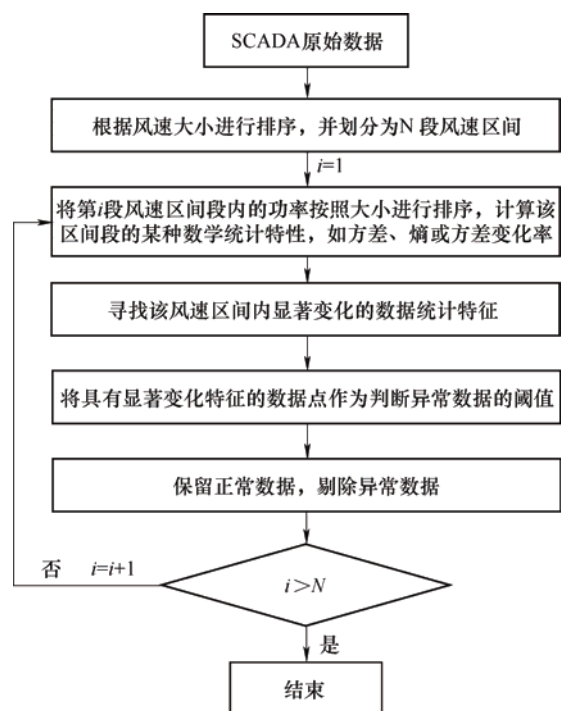 SCADA原始数据
根据风速大小进行排序，并划分为N 段风速区间
i=1
将第i段风速区间段内的功率按照大小进行排序，计算该
区间段的某种数学统计特性，如方差、熵或方差变化率
寻找该风速区间内显著变化的数据统计特征
将具有显著变化特征的数据点作为判断异常数据的阈值
保留正常数据，剔除异常数据
否 i=i+1
i＞N
是
结束